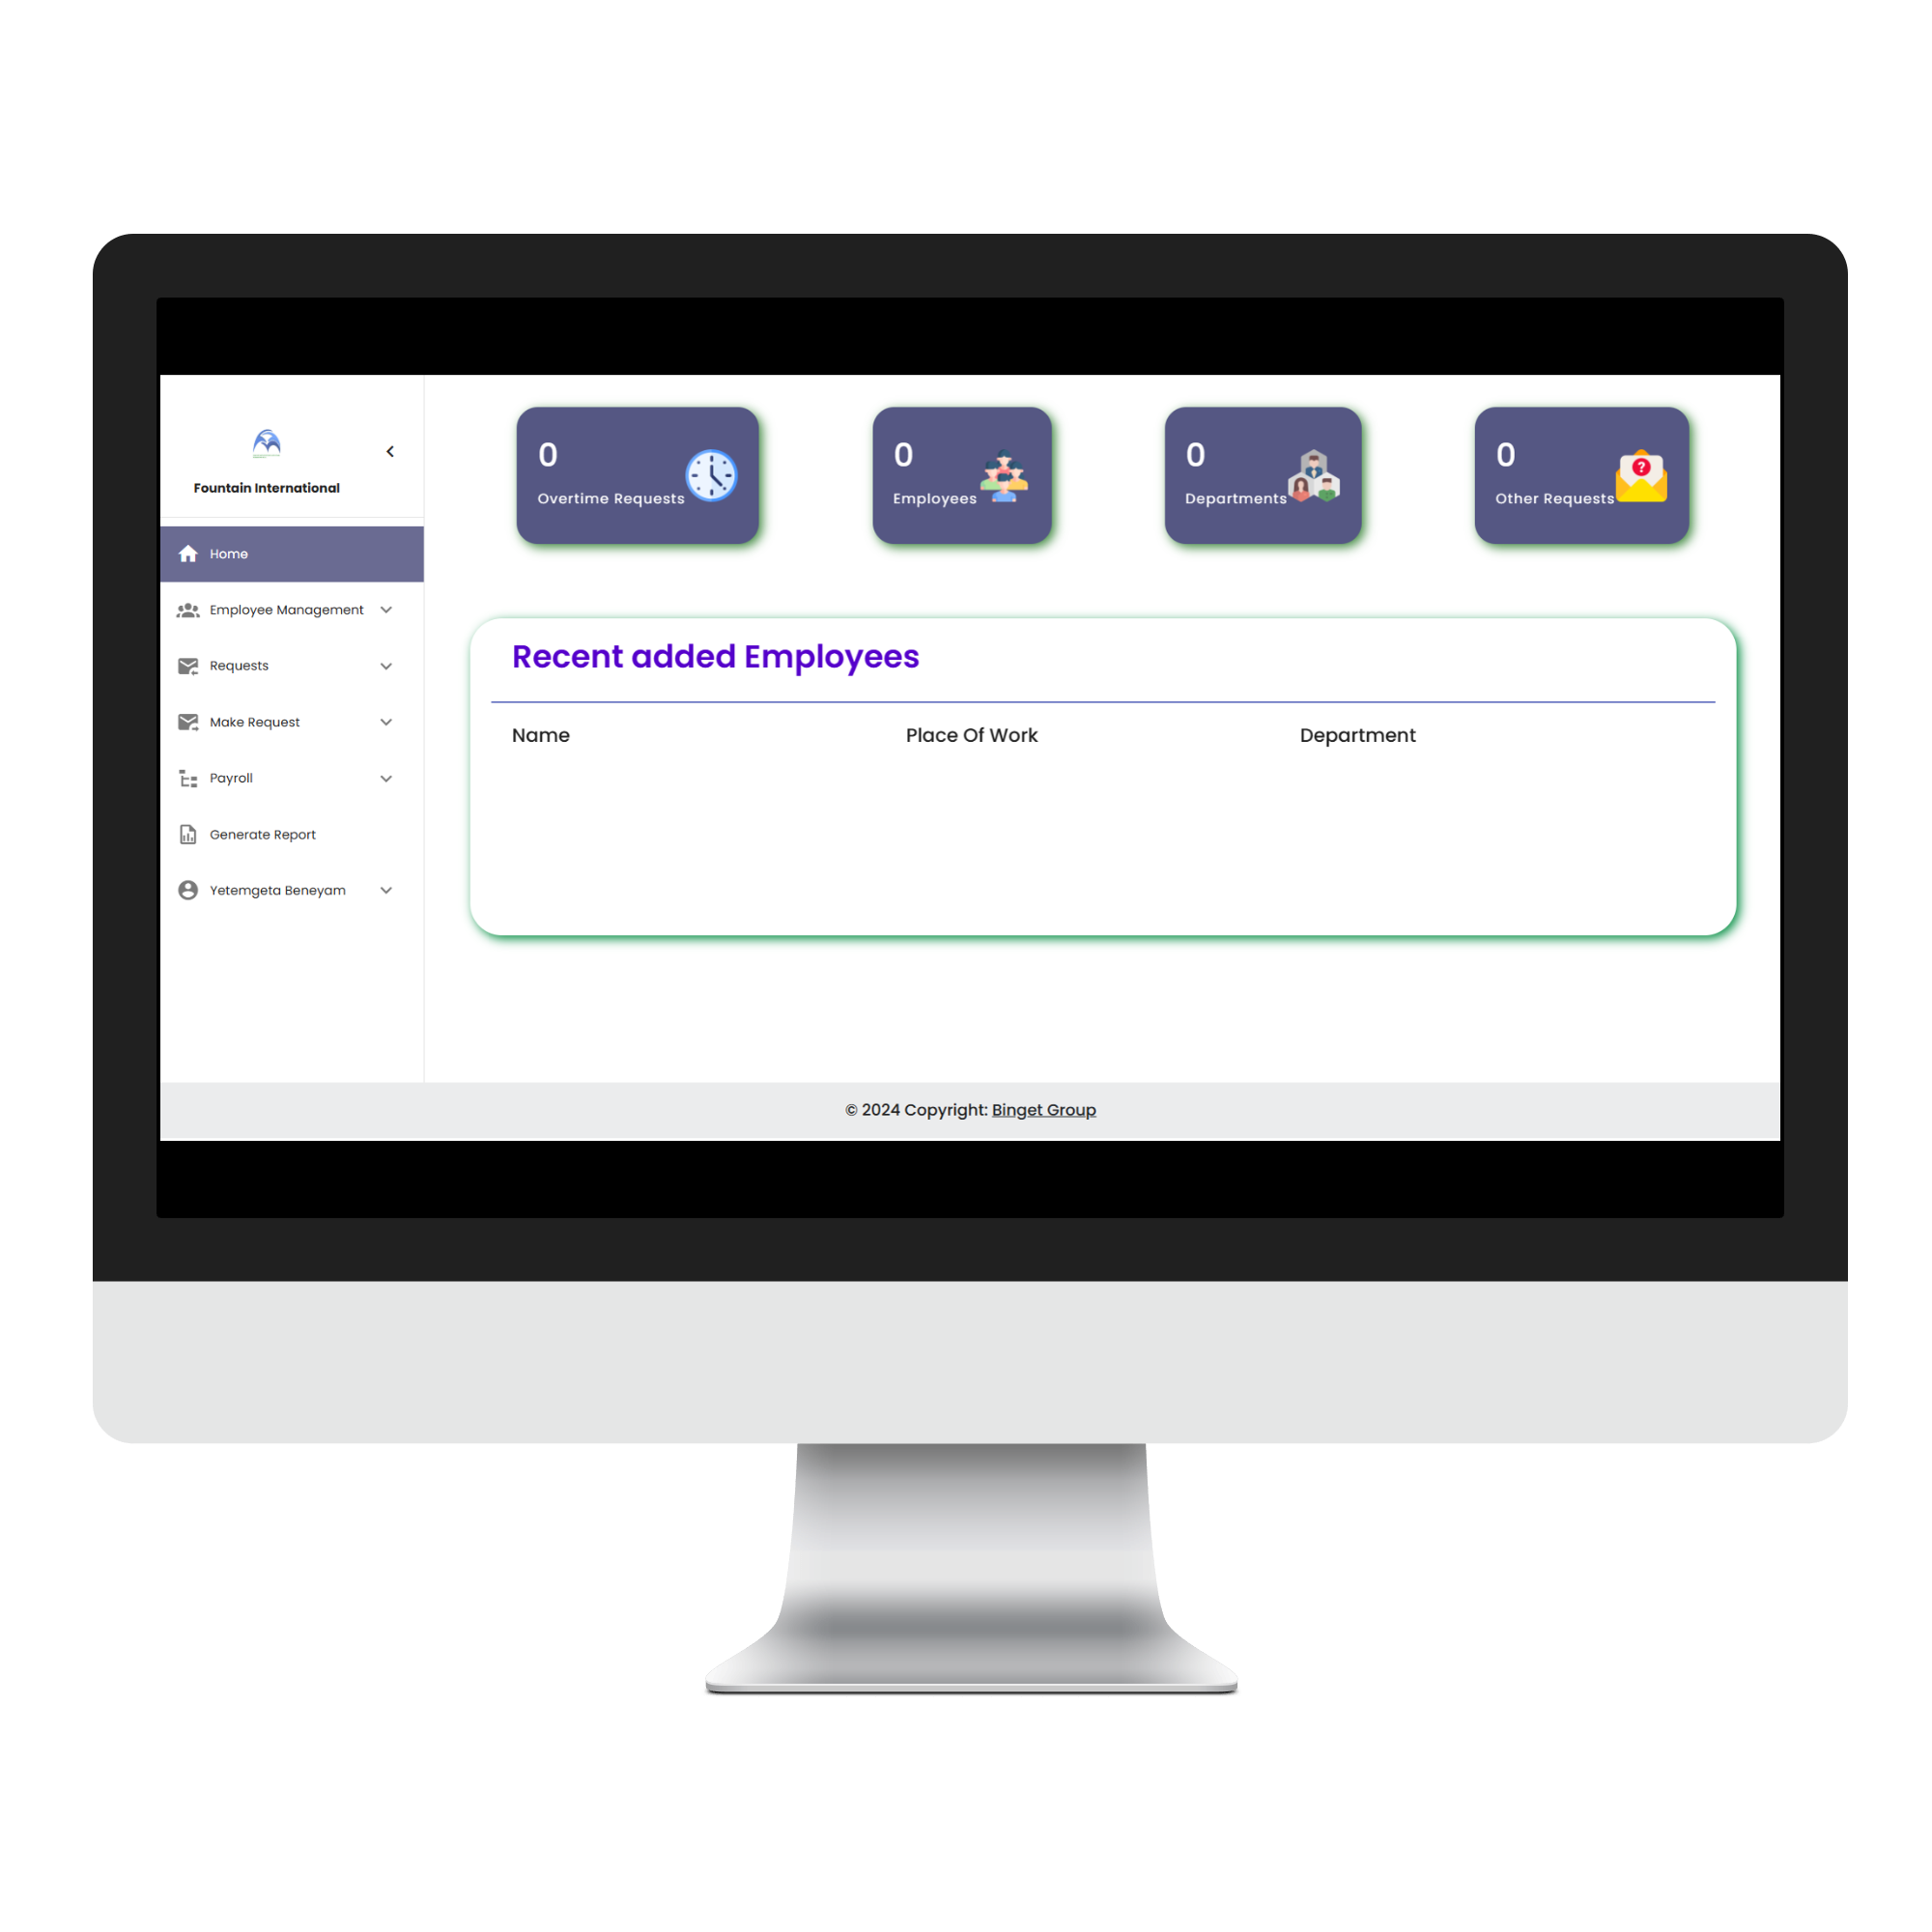 Fountain International
Home
Employee Management
Requests
Make Request
Payroll
Generate Report
Yetemgeta Beneyam
0
Overtime Requests
0
Employees
0
Departments
0
Other Requests
?
Recent added Employees
Name Place Of Work Department
© 2024 Copyright: Binget Group